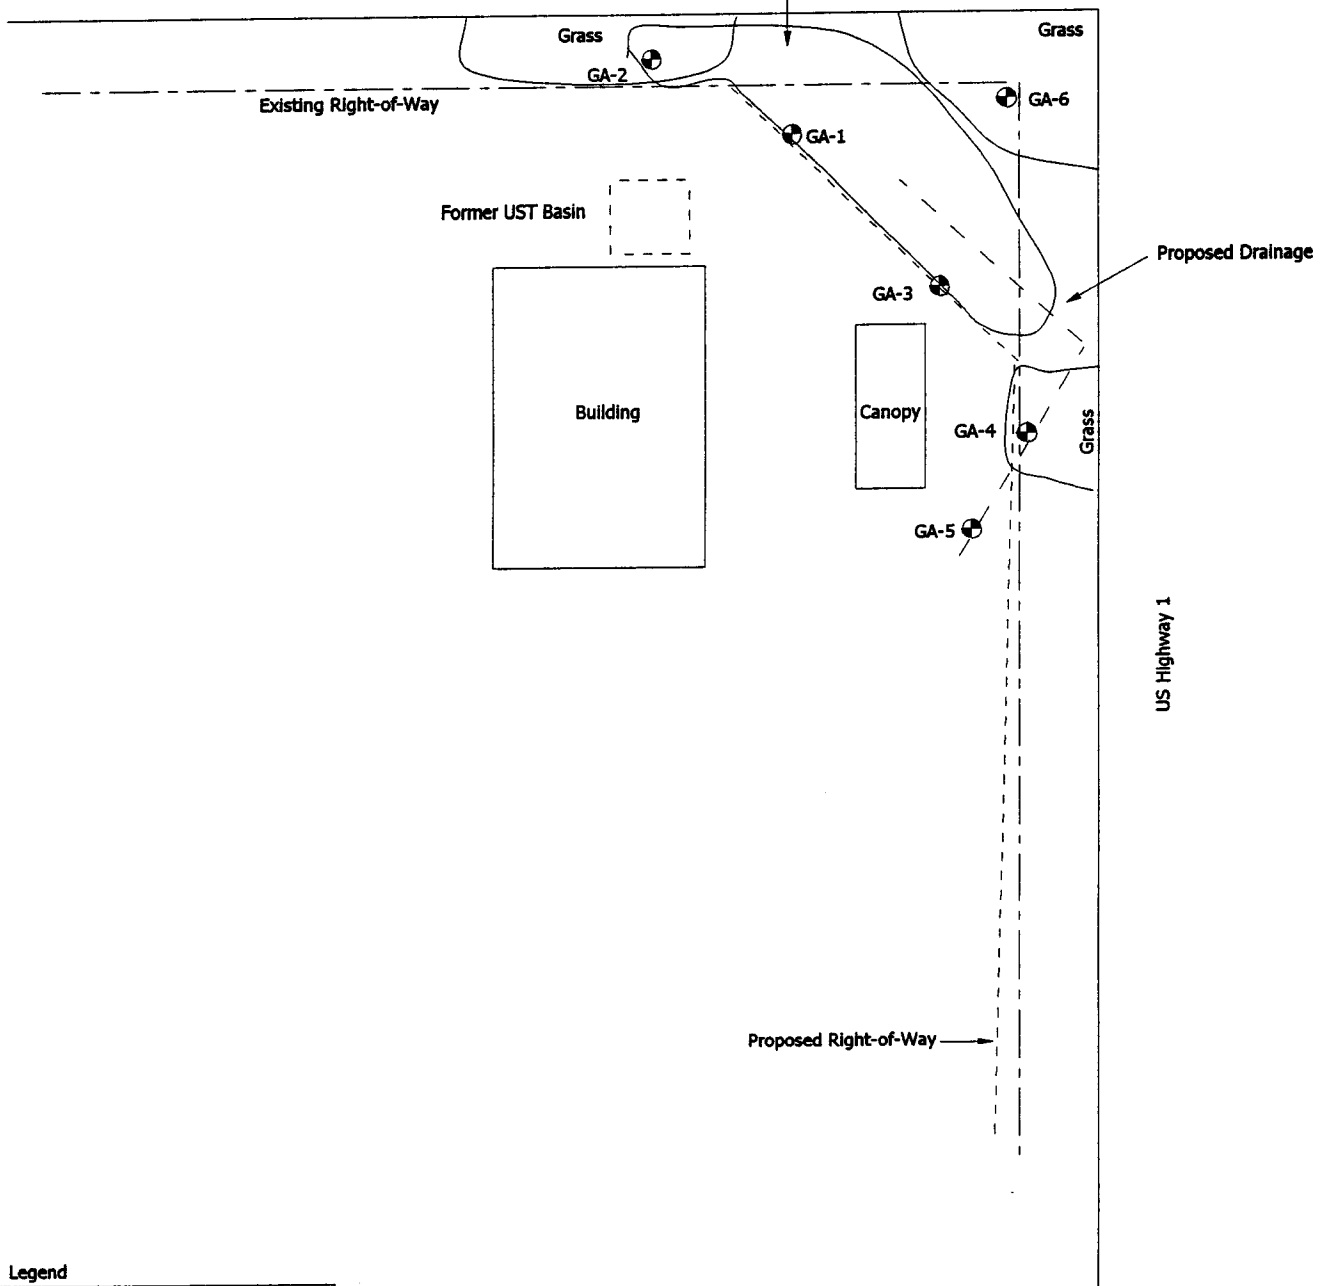 Grass
Grass
GA-2
GA-6
Existing Right-of-Way
GA-1
Former UST Basin
Proposed Drainage
GA-3
Building
Canopy
GA-4
Grass
GA-5
US Highway 1
Proposed Right-of-Way
Legend